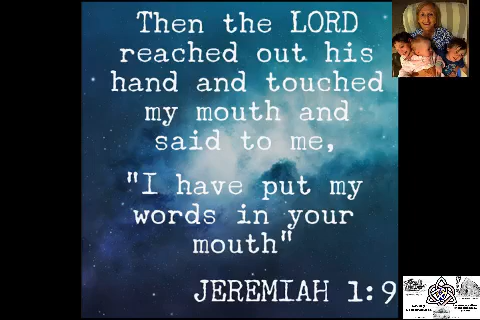 Then the LORD
reached out his
hand and touched
my mouth and
said to me,
"I have put my
words in your
mouth"
JEREMIAH 1:9